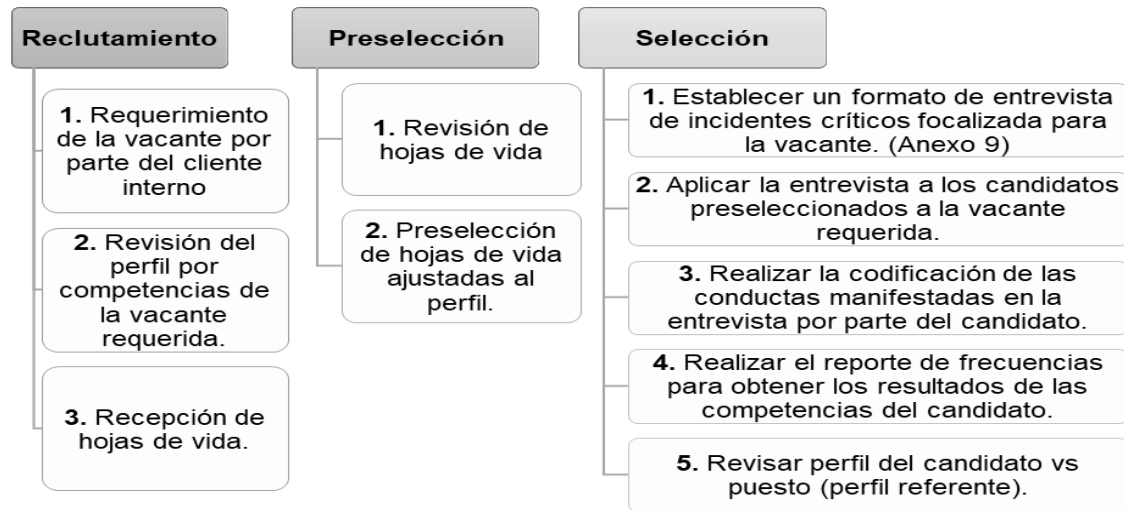 Reclutamiento
1. Requerimiento
de la vacante por
parte del cliente
interno
2. Revisión del
perfil por
competencias de
la vacante
requerida.
3. Recepción de
hojas de vida.
Preselección
1. Revisión de
hojas de vida
2. Preselección
de hojas de vida
ajustadas al
perfil.
Selección
1. Establecer un formato de entrevista
de incidentes críticos focalizada para
la vacante. (Anexo 9)
2. Aplicar la entrevista a los candidatos
preseleccionados a la vacante
requerida.
3. Realizar la codificación de las
conductas manifestadas en la
entrevista por parte del candidato.
4. Realizar el reporte de frecuencias
para obtener los resultados de las
competencias del candidato.
5. Revisar perfil del candidato vs
puesto (perfil referente).